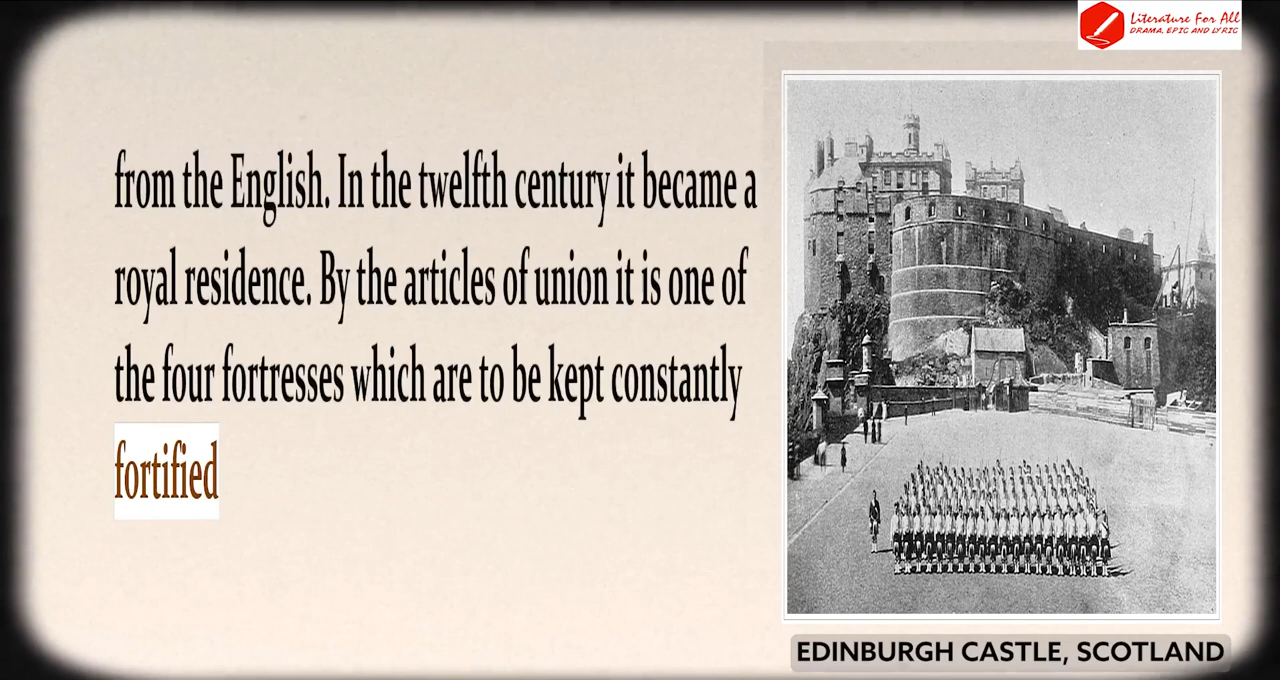 Literature For All
DRAMA, EPIC AND LYRIC
from the English. In the twelfth century it became a
royal residence. By the articles of union it is one of
the four fortresses which are to be kept constantly
fortified
EDINBURGH CASTLE, SCOTLAND